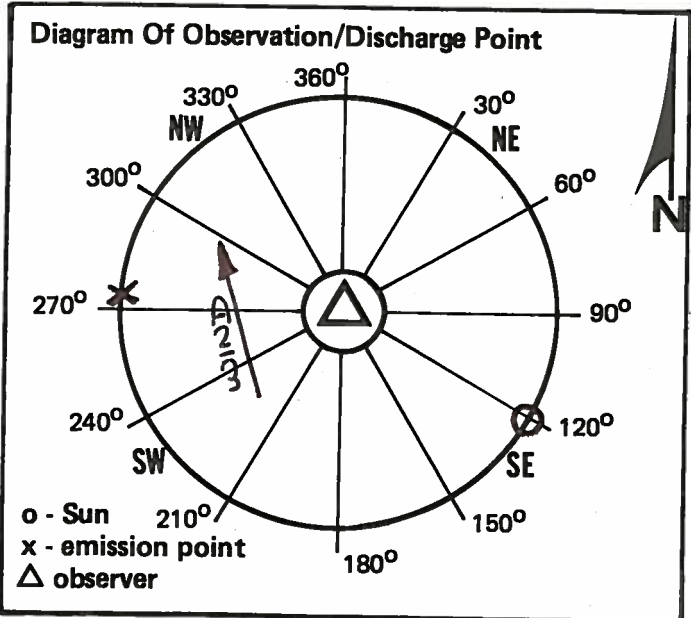 Diagram Of Observation/Discharge Point
360°
330°
30°
NW
NE
300°
60°
N
270°
90°
WIND
240°
120°
SW
SE
o - Sun
210°
150°
x - emission point
180°
△ observer